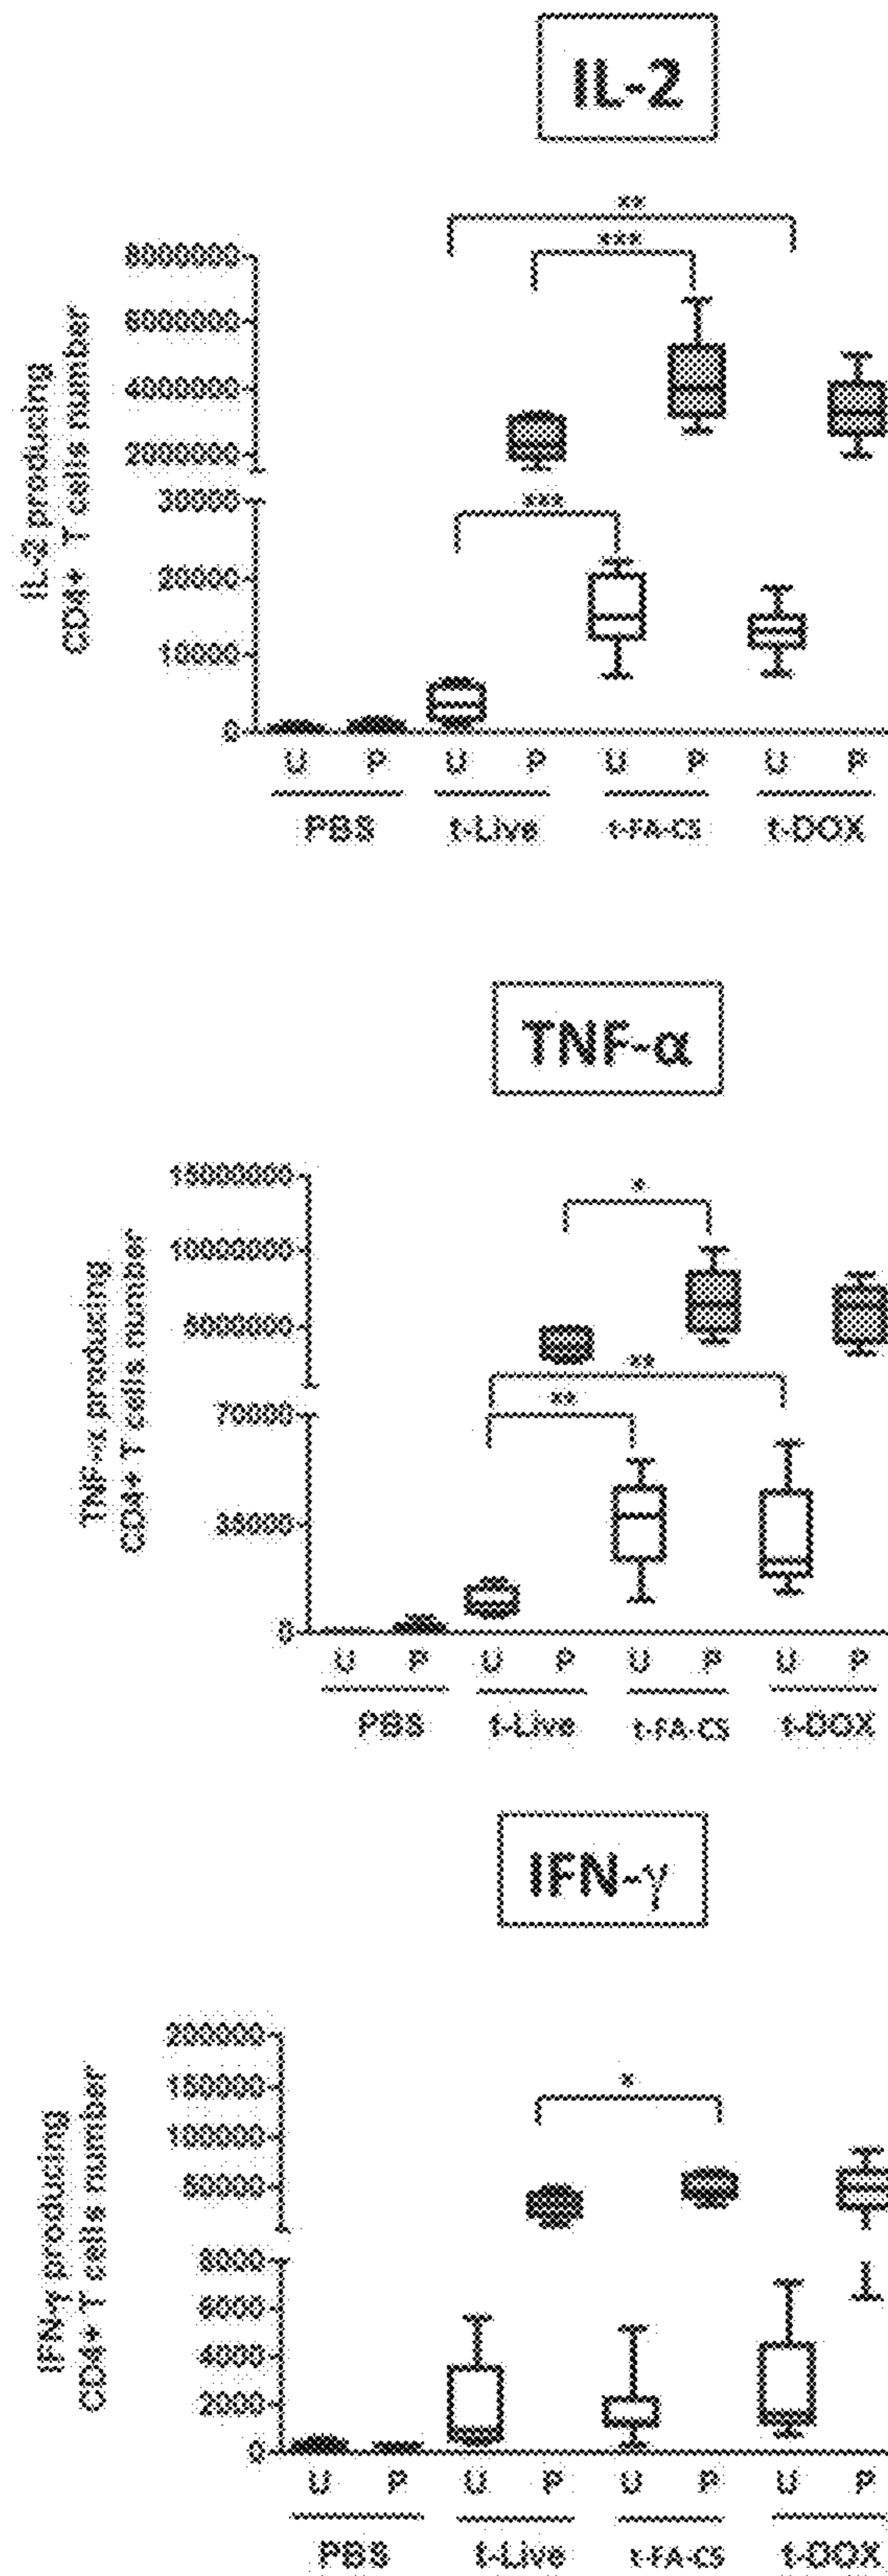 IL-2
**
***
8000000
6000000
4000000
2000000
30000
20000
10000
0
***
IL-2 producing
CD4+ T cells number
U P U P U P U P
PBS t-Live t-FA-CS t-DOX
TNF-α
*
15000000
10000000
5000000
70000
35000
0
**
**
TNF-α producing
CD4+ T cells number
U P U P U P U P
PBS t-Live t-FA-CS t-DOX
IFN-γ
*
200000
150000
100000
50000
8000
6000
4000
2000
0
IFN-γ producing
CD4+ T cells number
U P U P U P U P
PBS t-Live t-FA-CS t-DOX